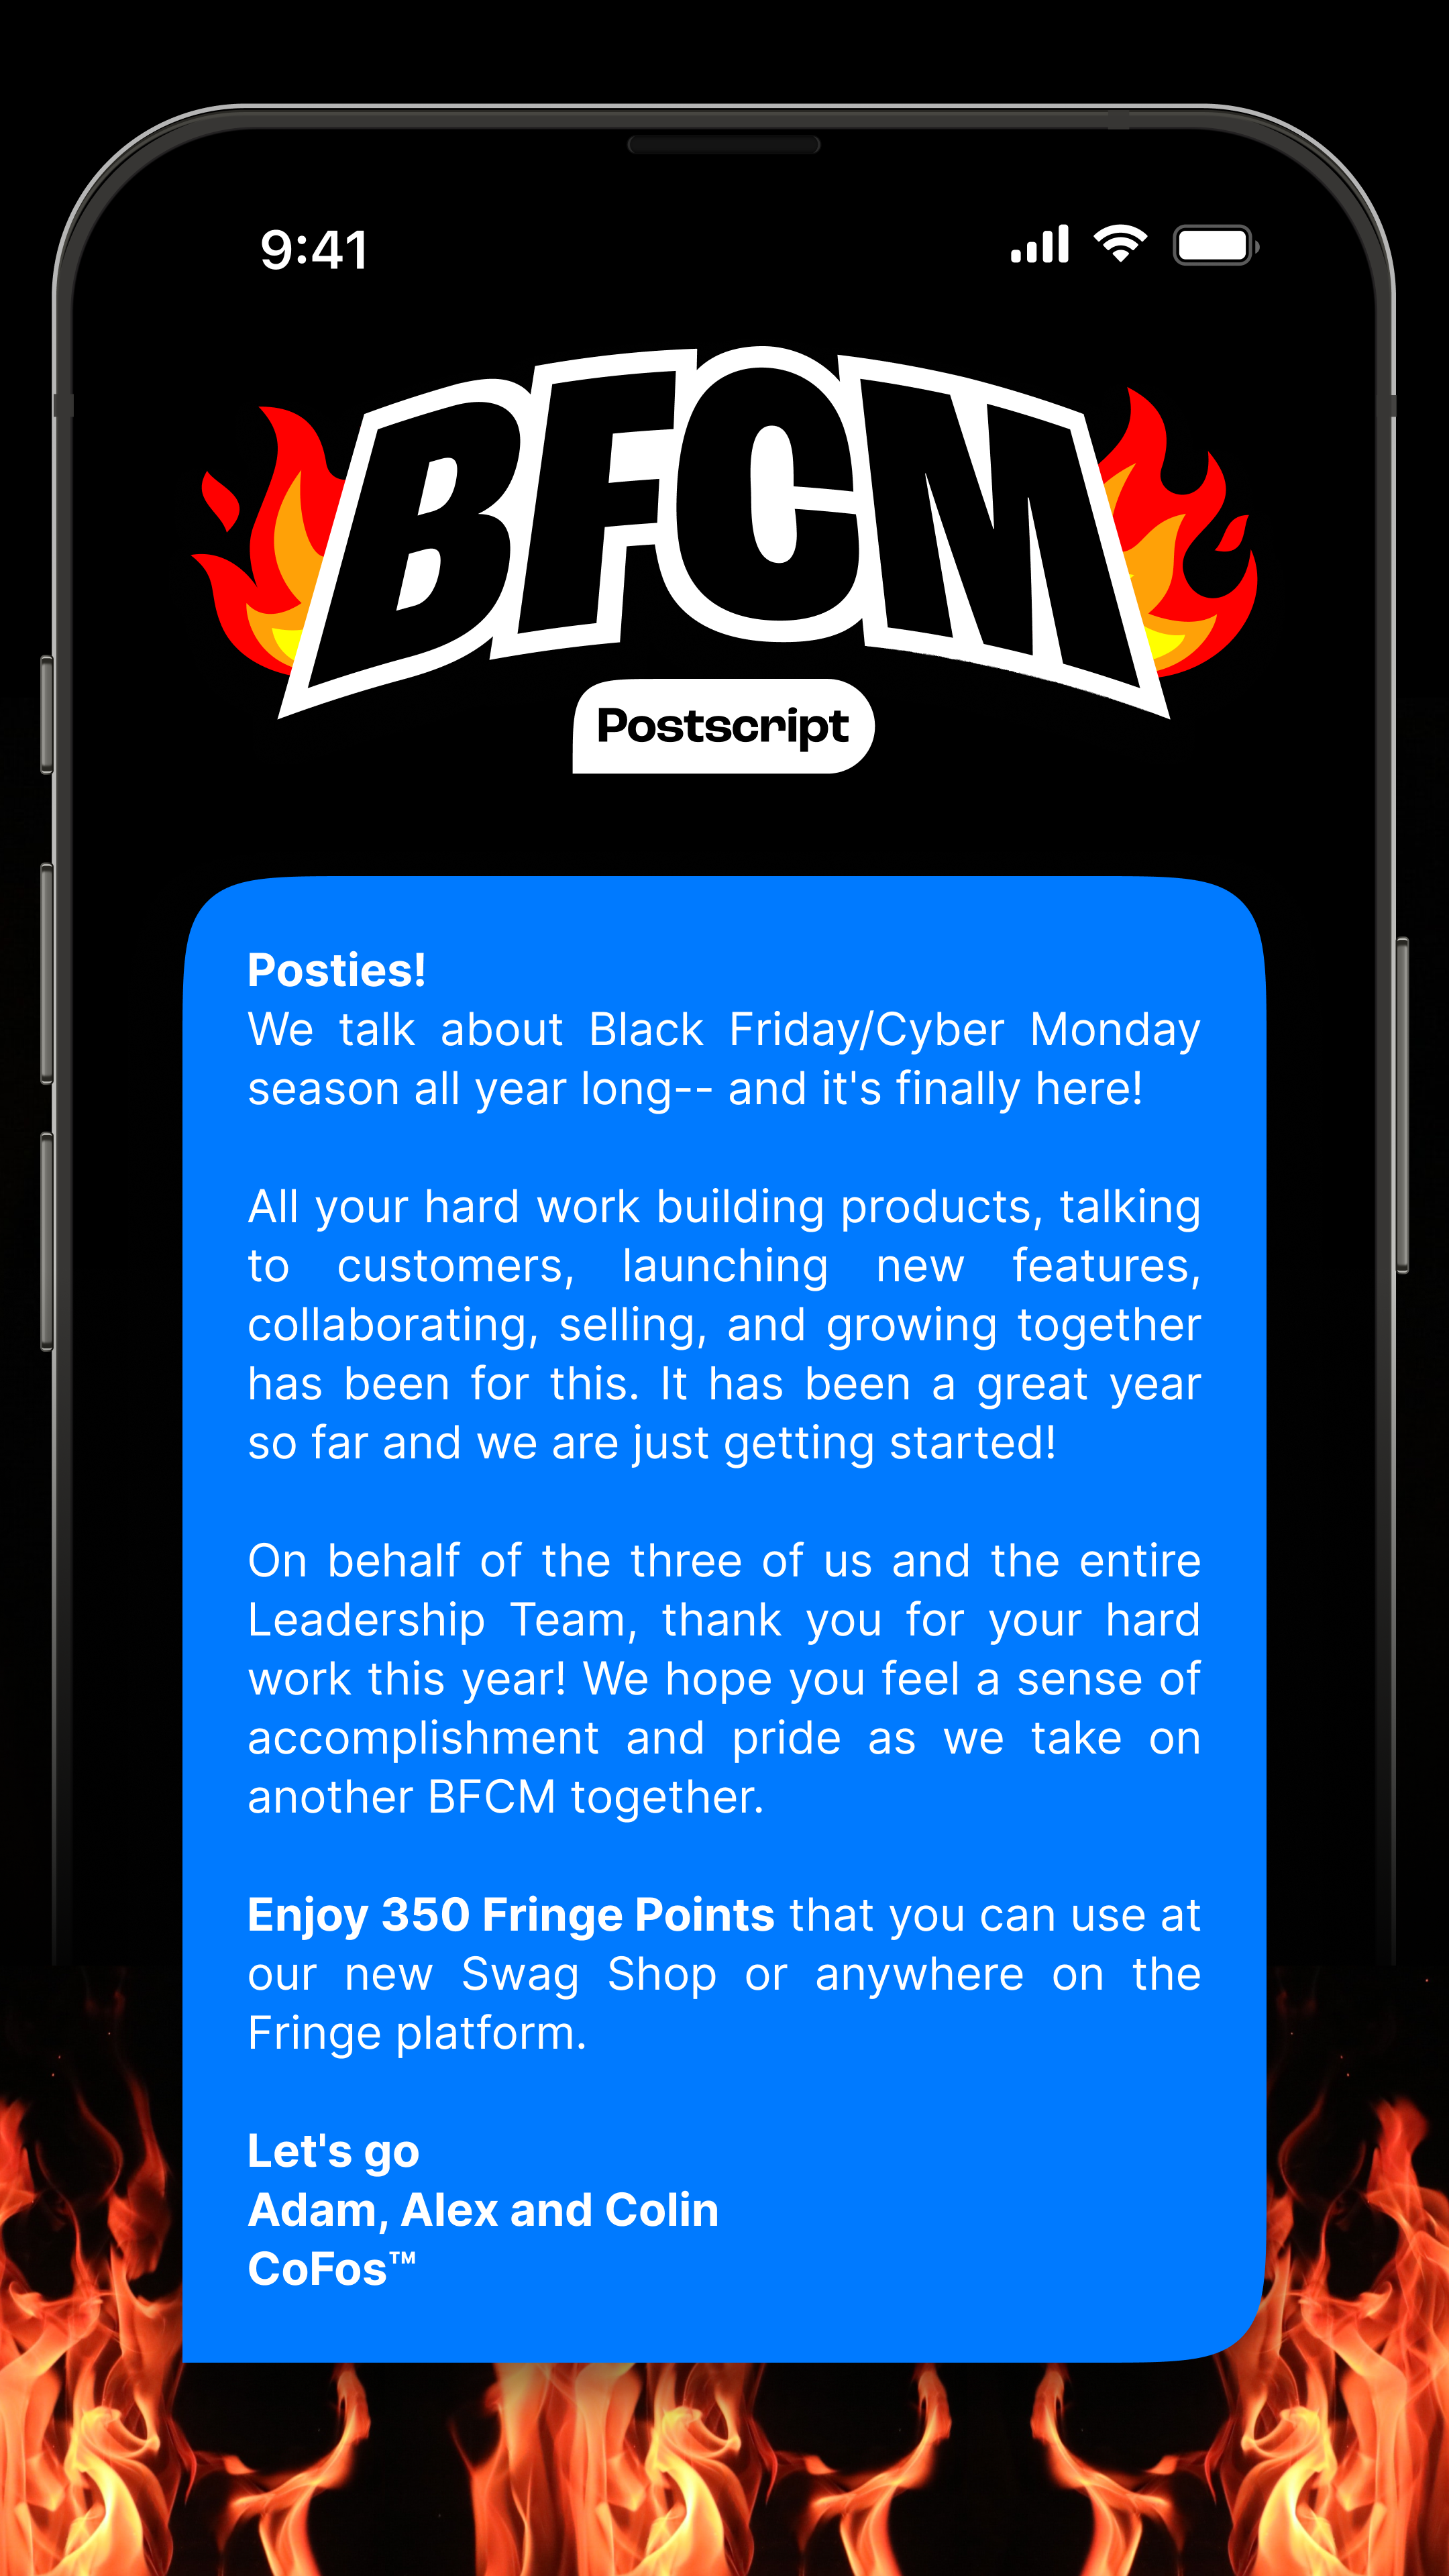 9:41
BFCM
Postscript
Posties!
We talk about Black Friday/Cyber Monday
season all year long-- and it's finally here!
All your hard work building products, talking
to customers, launching new features,
collaborating, selling, and growing together
has been for this. It has been a great year
so far and we are just getting started!
On behalf of the three of us and the entire
Leadership Team, thank you for your hard
work this year! We hope you feel a sense of
accomplishment and pride as we take on
another BFCM together.
Enjoy 350 Fringe Points that you can use at
our new Swag Shop or anywhere on the
Fringe platform.
Let's go
Adam, Alex and Colin
CoFos™